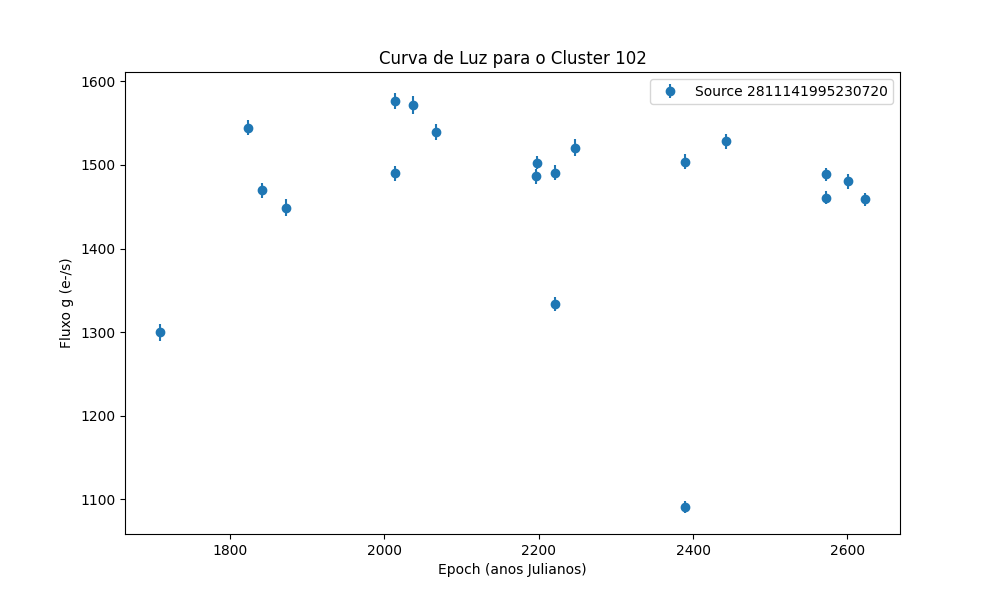 Curva de Luz para o Cluster 102
Source 2811141995230720
Fluxo g (e-/s)
1600
1500
1400
1300
1200
1100
1800 2000 2200 2400 2600
Epoch (anos Julianos)